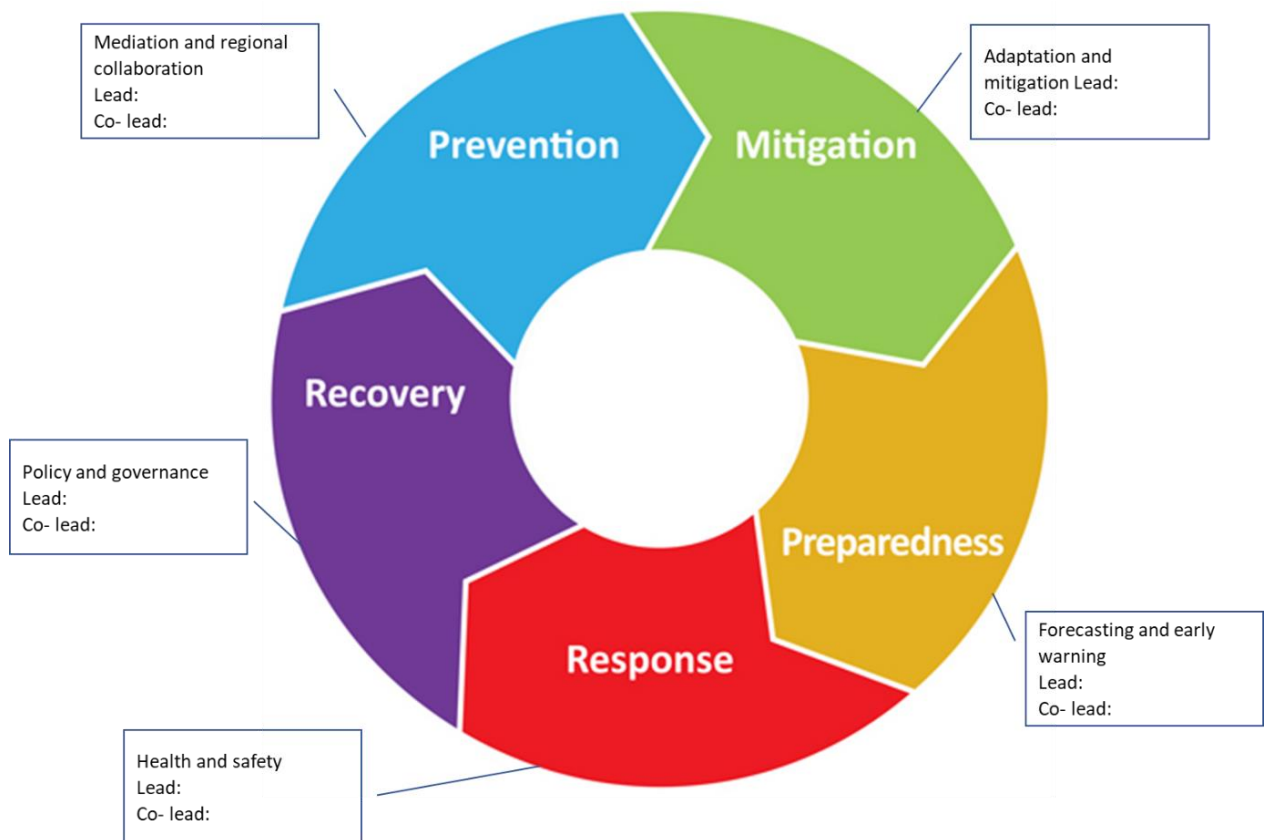 Mediation and regional
collaboration
Lead:
Co- lead:
Adaptation and
mitigation Lead:
Co- lead:
Prevention
Mitigation
Recovery
Policy and governance
Lead:
Co- lead:
Preparedness
Forecasting and early
warning
Lead:
Co- lead:
Response
Health and safety
Lead:
Co- lead: